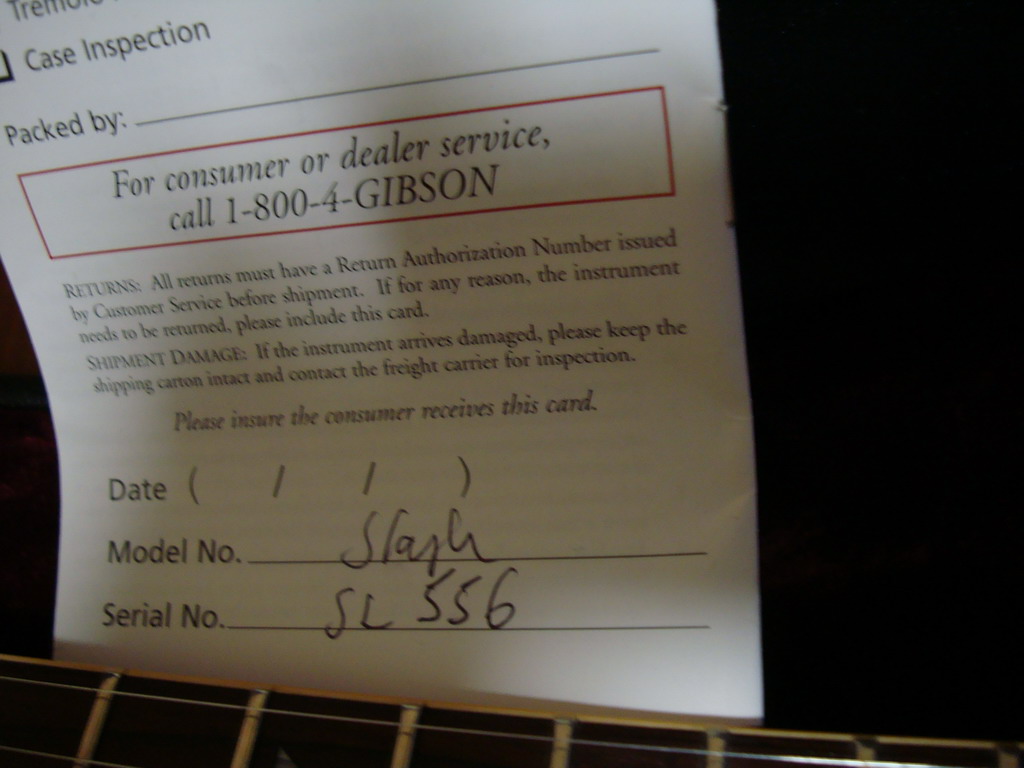 Tremolo
Case Inspection
Packed by:
For consumer or dealer service,
call 1-800-4-GIBSON
RETURNS: All returns must have a Return Authorization Number issued
by Customer Service before shipment. If for any reason, the instrument
needs to be returned, please include this card.
SHIPMENT DAMAGE: If the instrument arrives damaged, please keep the
shipping carton intact and contact the freight carrier for inspection.
Please insure the consumer receives this card.
Date ( / / )
Model No. Slash
Serial No. SL 556